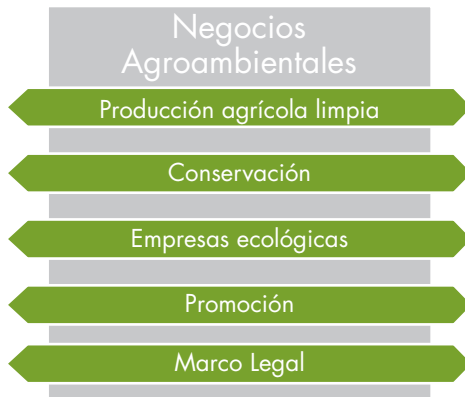 Negocios
Agroambientales
Producción agrícola limpia
Conservación
Empresas ecológicas
Promoción
Marco Legal